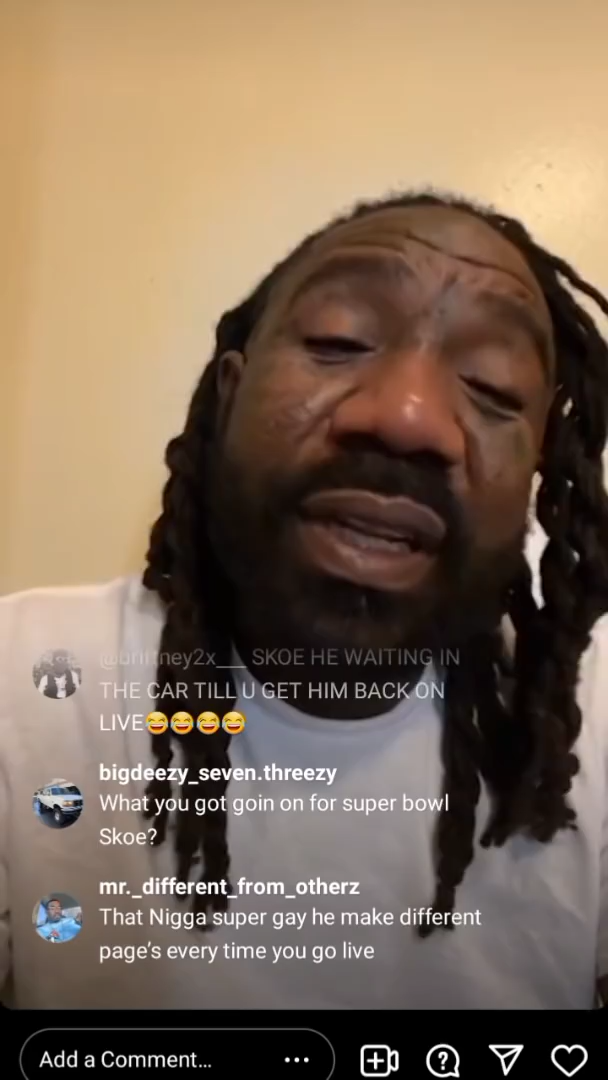 @brittney2x___ SKOE HE WAITING IN
THE CAR TILL U GET HIM BACK ON
LIVE😂😂😂😂
bigdeezy_seven.threezy
What you got goin on for super bowl
Skoe?
mr._different_from_otherz
That Nigga super gay he make different
page's every time you go live
Add a Comment...